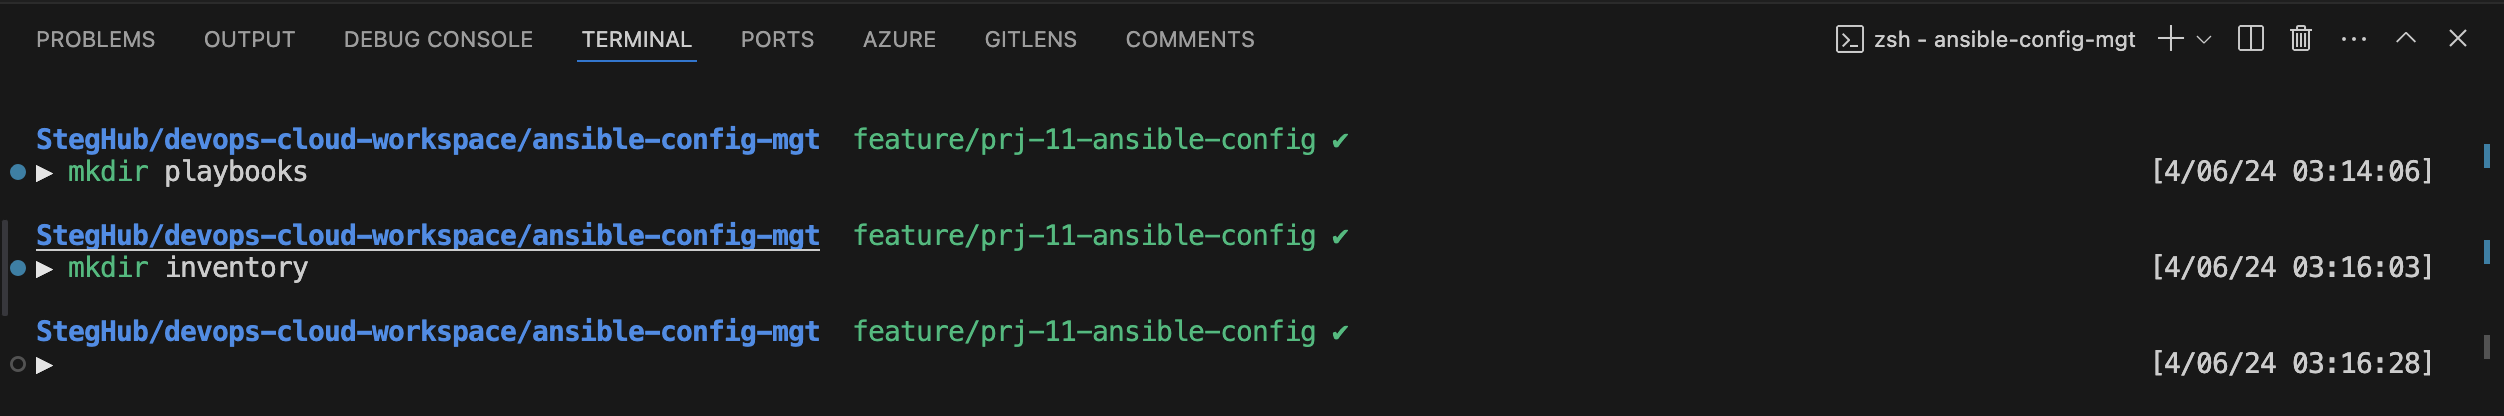 PROBLEMS OUTPUT DEBUG CONSOLE TERMINAL PORTS AZURE GITLENS COMMENTS zsh - ansible-config-mgt
StegHub/devops-cloud-workspace/ansible-config-mgt feature/prj-11-ansible-config ✔
▶ mkdir playbooks [4/06/24 03:14:06]
StegHub/devops-cloud-workspace/ansible-config-mgt feature/prj-11-ansible-config ✔
▶ mkdir inventory [4/06/24 03:16:03]
StegHub/devops-cloud-workspace/ansible-config-mgt feature/prj-11-ansible-config ✔
▶ [4/06/24 03:16:28]